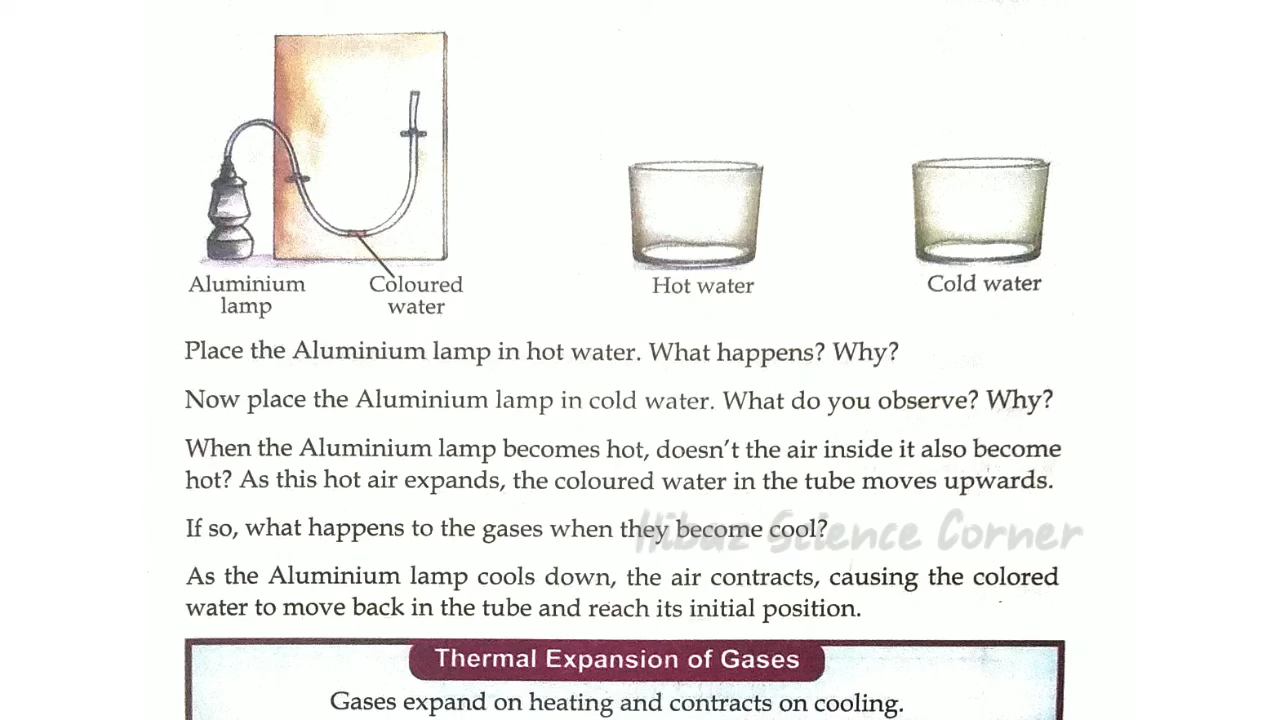 Aluminium
lamp
Coloured
water
Hot water
Cold water
Place the Aluminium lamp in hot water. What happens? Why?
Now place the Aluminium lamp in cold water. What do you observe? Why?
When the Aluminium lamp becomes hot, doesn't the air inside it also become
hot? As this hot air expands, the coloured water in the tube moves upwards.
If so, what happens to the gases when they become cool?
Hibaz Science Corner
As the Aluminium lamp cools down, the air contracts, causing the colored
water to move back in the tube and reach its initial position.
Thermal Expansion of Gases
Gases expand on heating and contracts on cooling.